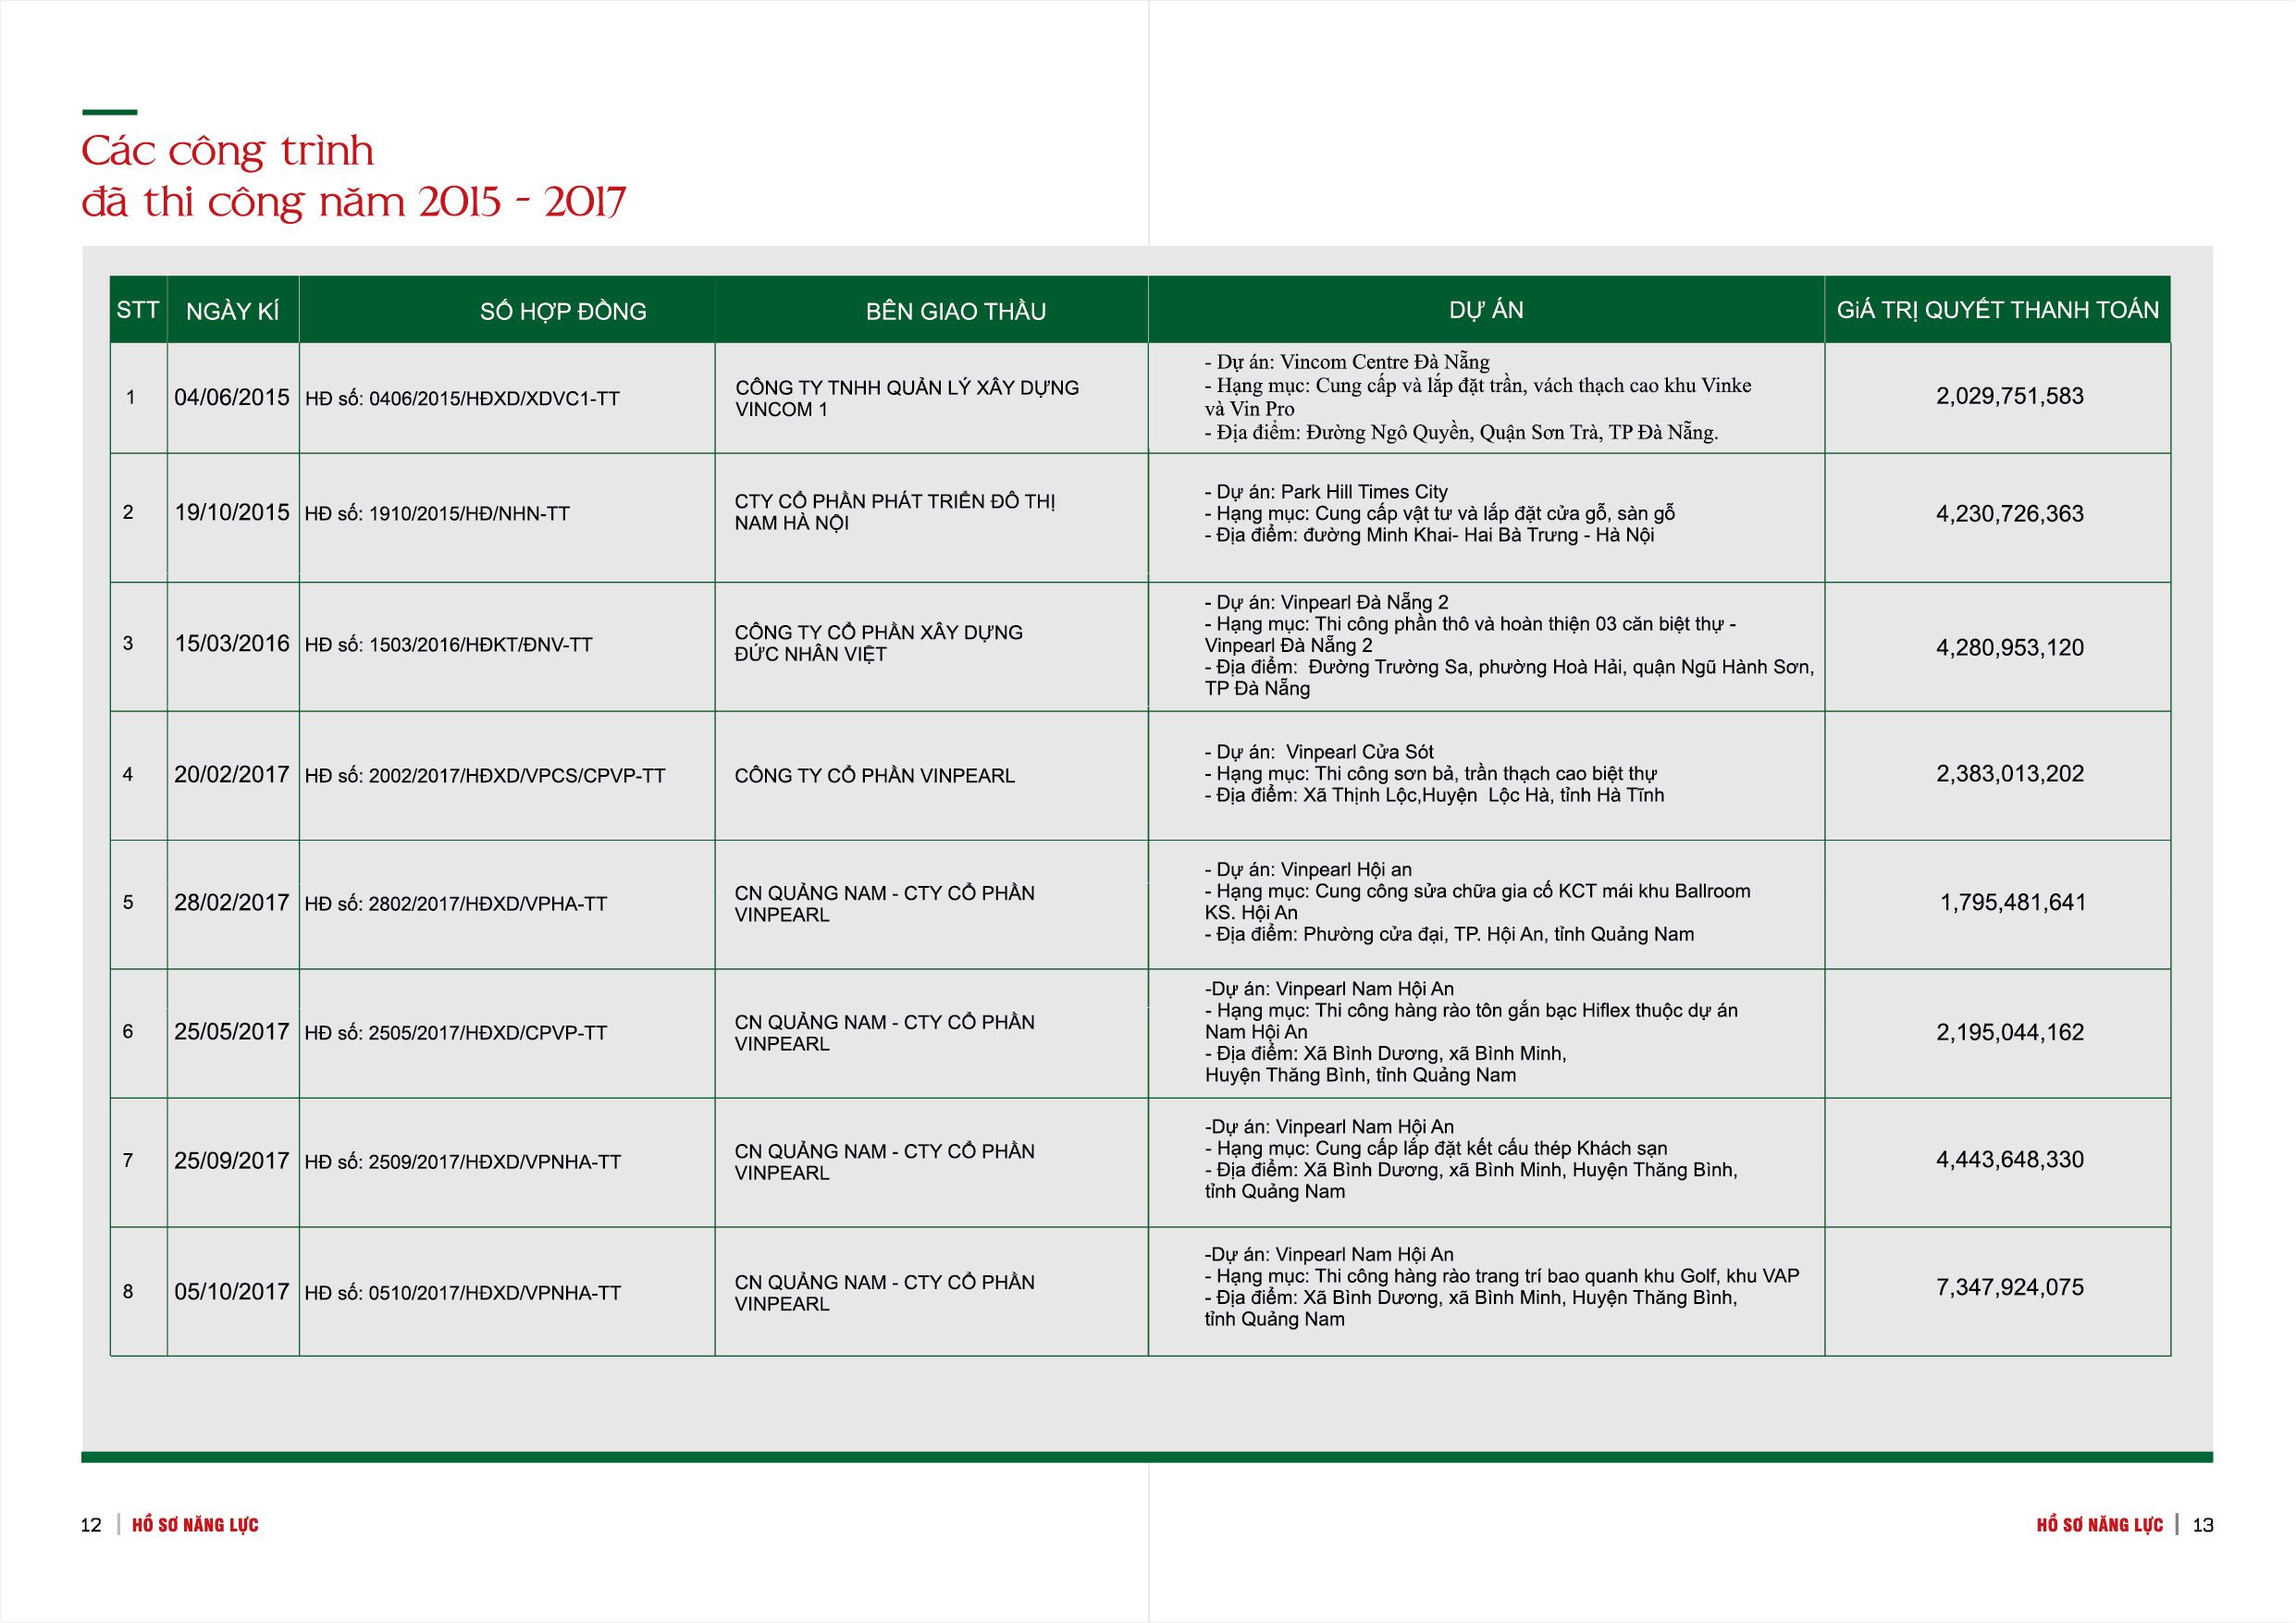 Các công trình
đã thi công năm 2015 - 2017
STT
NGÀY KÍ
SỐ HỢP ĐỒNG
BÊN GIAO THẦU
DỰ ÁN
GiÁ TRỊ QUYẾT THANH TOÁN
1
04/06/2015
HĐ số: 0406/2015/HĐXD/XDVC1-TT
CÔNG TY TNHH QUẢN LÝ XÂY DỰNG
VINCOM 1
- Dự án: Vincom Centre Đà Nẵng
- Hạng mục: Cung cấp và lắp đặt trần, vách thạch cao khu Vinke
và Vin Pro
- Địa điểm: Đường Ngô Quyền, Quận Sơn Trà, TP Đà Nẵng.
2,029,751,583
2
19/10/2015
HĐ số: 1910/2015/HĐ/NHN-TT
CTY CỔ PHẦN PHÁT TRIỂN ĐÔ THỊ
NAM HÀ NỘI
- Dự án: Park Hill Times City
- Hạng mục: Cung cấp vật tư và lắp đặt cửa gỗ, sàn gỗ
- Địa điểm: đường Minh Khai- Hai Bà Trưng - Hà Nội
4,230,726,363
3
15/03/2016
HĐ số: 1503/2016/HĐKT/ĐNV-TT
CÔNG TY CỔ PHẦN XÂY DỰNG
ĐỨC NHÂN VIỆT
- Dự án: Vinpearl Đà Nẵng 2
- Hạng mục: Thi công phần thô và hoàn thiện 03 căn biệt thự -
Vinpearl Đà Nẵng 2
- Địa điểm:  Đường Trường Sa, phường Hoà Hải, quận Ngũ Hành Sơn,
TP Đà Nẵng
4,280,953,120
4
20/02/2017
HĐ số: 2002/2017/HĐXD/VPCS/CPVP-TT
CÔNG TY CỔ PHẦN VINPEARL
- Dự án:  Vinpearl Cửa Sót
- Hạng mục: Thi công sơn bả, trần thạch cao biệt thự
- Địa điểm: Xã Thịnh Lộc,Huyện  Lộc Hà, tỉnh Hà Tĩnh
2,383,013,202
5
28/02/2017
HĐ số: 2802/2017/HĐXD/VPHA-TT
CN QUẢNG NAM - CTY CỔ PHẦN
VINPEARL
- Dự án: Vinpearl Hội an
- Hạng mục: Cung công sửa chữa gia cố KCT mái khu Ballroom
KS. Hội An
- Địa điểm: Phường cửa đại, TP. Hội An, tỉnh Quảng Nam
1,795,481,641
6
25/05/2017
HĐ số: 2505/2017/HĐXD/CPVP-TT
CN QUẢNG NAM - CTY CỔ PHẦN
VINPEARL
-Dự án: Vinpearl Nam Hội An
- Hạng mục: Thi công hàng rào tôn gắn bạc Hiflex thuộc dự án
Nam Hội An
- Địa điểm: Xã Bình Dương, xã Bình Minh,
Huyện Thăng Bình, tỉnh Quảng Nam
2,195,044,162
7
25/09/2017
HĐ số: 2509/2017/HĐXD/VPNHA-TT
CN QUẢNG NAM - CTY CỔ PHẦN
VINPEARL
-Dự án: Vinpearl Nam Hội An
- Hạng mục: Cung cấp lắp đặt kết cấu thép Khách sạn
- Địa điểm: Xã Bình Dương, xã Bình Minh, Huyện Thăng Bình,
tỉnh Quảng Nam
4,443,648,330
8
05/10/2017
HĐ số: 0510/2017/HĐXD/VPNHA-TT
CN QUẢNG NAM - CTY CỔ PHẦN
VINPEARL
-Dự án: Vinpearl Nam Hội An
- Hạng mục: Thi công hàng rào trang trí bao quanh khu Golf, khu VAP
- Địa điểm: Xã Bình Dương, xã Bình Minh, Huyện Thăng Bình,
tỉnh Quảng Nam
7,347,924,075
12 | HỒ SƠ NĂNG LỰC
HỒ SƠ NĂNG LỰC | 13